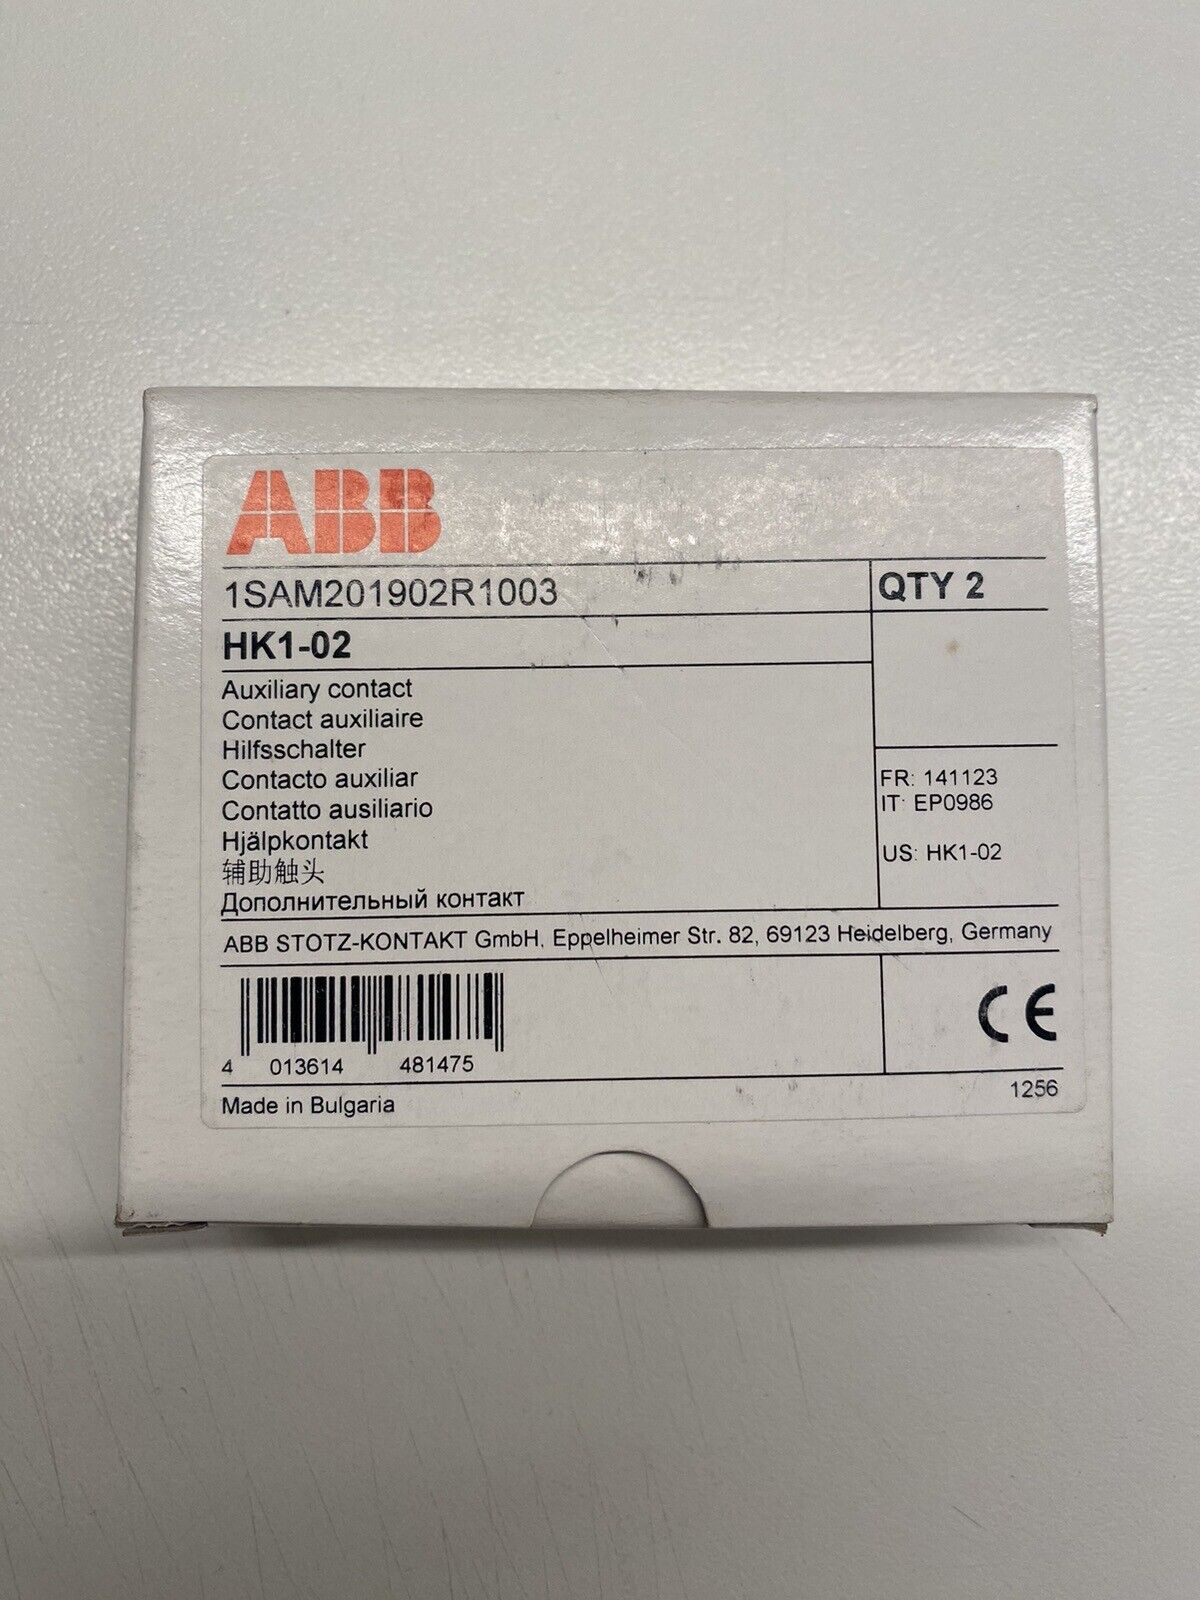 ABB
1SAM201902R1003
QTY 2
HK1-02
Auxiliary contact
Contact auxiliaire
Hilfsschalter
Contacto auxiliar
Contatto ausiliario
Hjälpkontakt
辅助触头
Дополнительный контакт
FR: 141123
IT: EP0986
US: HK1-02
ABB STOTZ-KONTAKT GmbH, Eppelheimer Str. 82, 69123 Heidelberg, Germany
4 013614 481475
CE
Made in Bulgaria
1256